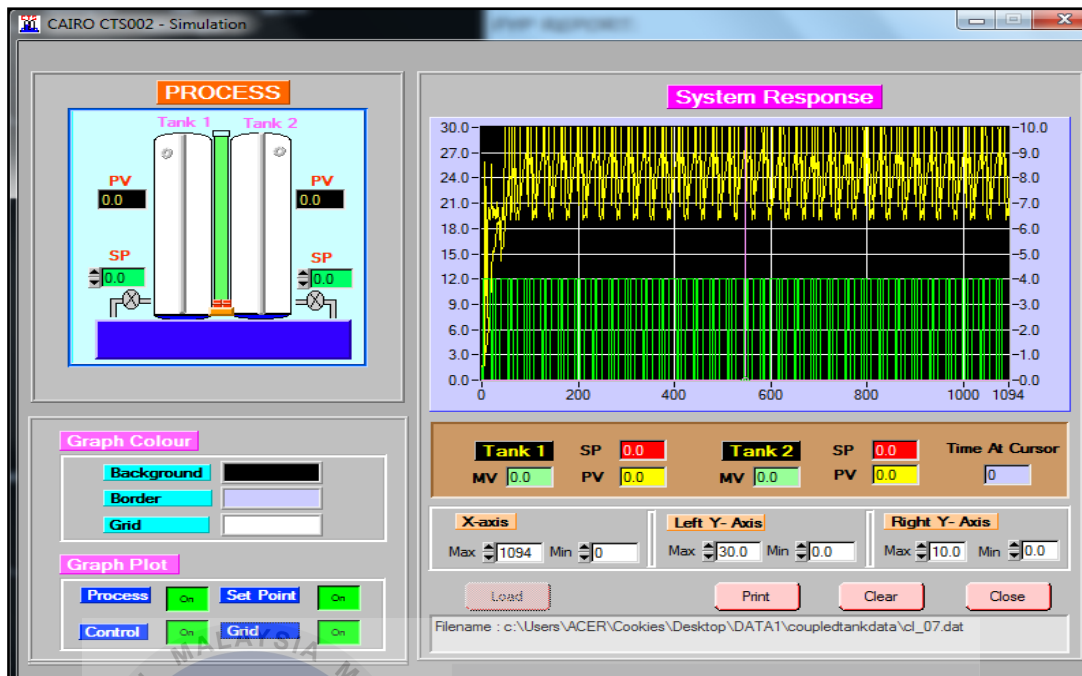 CAIRO CTS002 - Simulation
PROCESS
Tank 1 Tank 2
PV PV
0.0 0.0
SP SP
0.0 0.0
System Response
30.0 10.0
27.0 9.0
24.0 8.0
21.0 7.0
18.0 6.0
15.0 5.0
12.0 4.0
9.0 3.0
6.0 2.0
3.0 1.0
0.0 0.0
0 200 400 600 800 1000 1094
Graph Colour
Background
Border
Grid
Graph Plot
Process On Set Point On
Control On Grid On
Tank 1 SP 0.0 Tank 2 SP 0.0 Time At Cursor
MV 0.0 PV 0.0 MV 0.0 PV 0.0 0
X-axis Left Y- Axis Right Y- Axis
Max 1094 Min 0 Max 30.0 Min 0.0 Max 10.0 Min 0.0
Load Print Clear Close
Filename : c:\Users\ACER\Cookies\Desktop\DATA1\coupledtankdata\cl_07.dat
MALAYSIA